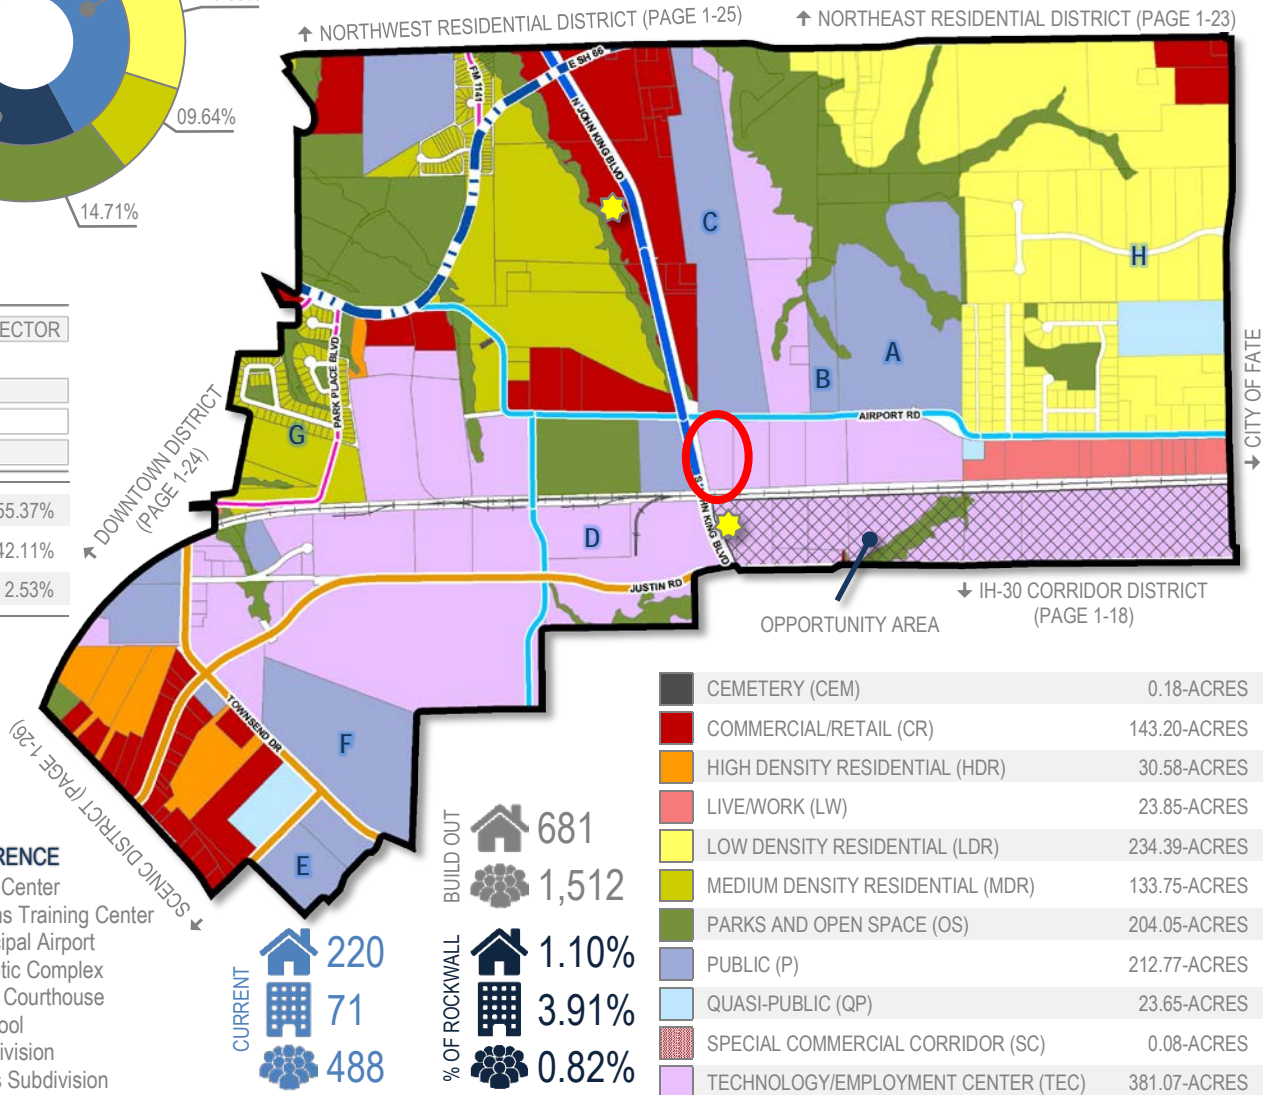 ↑ NORTHWEST RESIDENTIAL DISTRICT (PAGE 1-25)
↑ NORTHEAST RESIDENTIAL DISTRICT (PAGE 1-23)
09.64%
14.71%
E SH 66
FM 1141
N JOHN KING BLVD
C
H
A
B
ECTOR
PARK PLACE BLVD
AIRPORT RD
G
← CITY OF FATE
← DOWNTOWN DISTRICT
(PAGE 1-24)
55.37%
42.11%
2.53%
D
JUSTIN RD
OPPORTUNITY AREA
↓ IH-30 CORRIDOR DISTRICT
(PAGE 1-18)
TOWNSEND DR
F
E
SCENIC DISTRICT (PAGE 1-26)
RENCE
Center
ns Training Center
cipal Airport
etic Complex
Courthouse
ool
division
s Subdivision
BUILD OUT
681
1,512
CURRENT
220
71
488
% OF ROCKWALL
1.10%
3.91%
0.82%
CEMETERY (CEM) 0.18-ACRES
COMMERCIAL/RETAIL (CR) 143.20-ACRES
HIGH DENSITY RESIDENTIAL (HDR) 30.58-ACRES
LIVE/WORK (LW) 23.85-ACRES
LOW DENSITY RESIDENTIAL (LDR) 234.39-ACRES
MEDIUM DENSITY RESIDENTIAL (MDR) 133.75-ACRES
PARKS AND OPEN SPACE (OS) 204.05-ACRES
PUBLIC (P) 212.77-ACRES
QUASI-PUBLIC (QP) 23.65-ACRES
SPECIAL COMMERCIAL CORRIDOR (SC) 0.08-ACRES
TECHNOLOGY/EMPLOYMENT CENTER (TEC) 381.07-ACRES